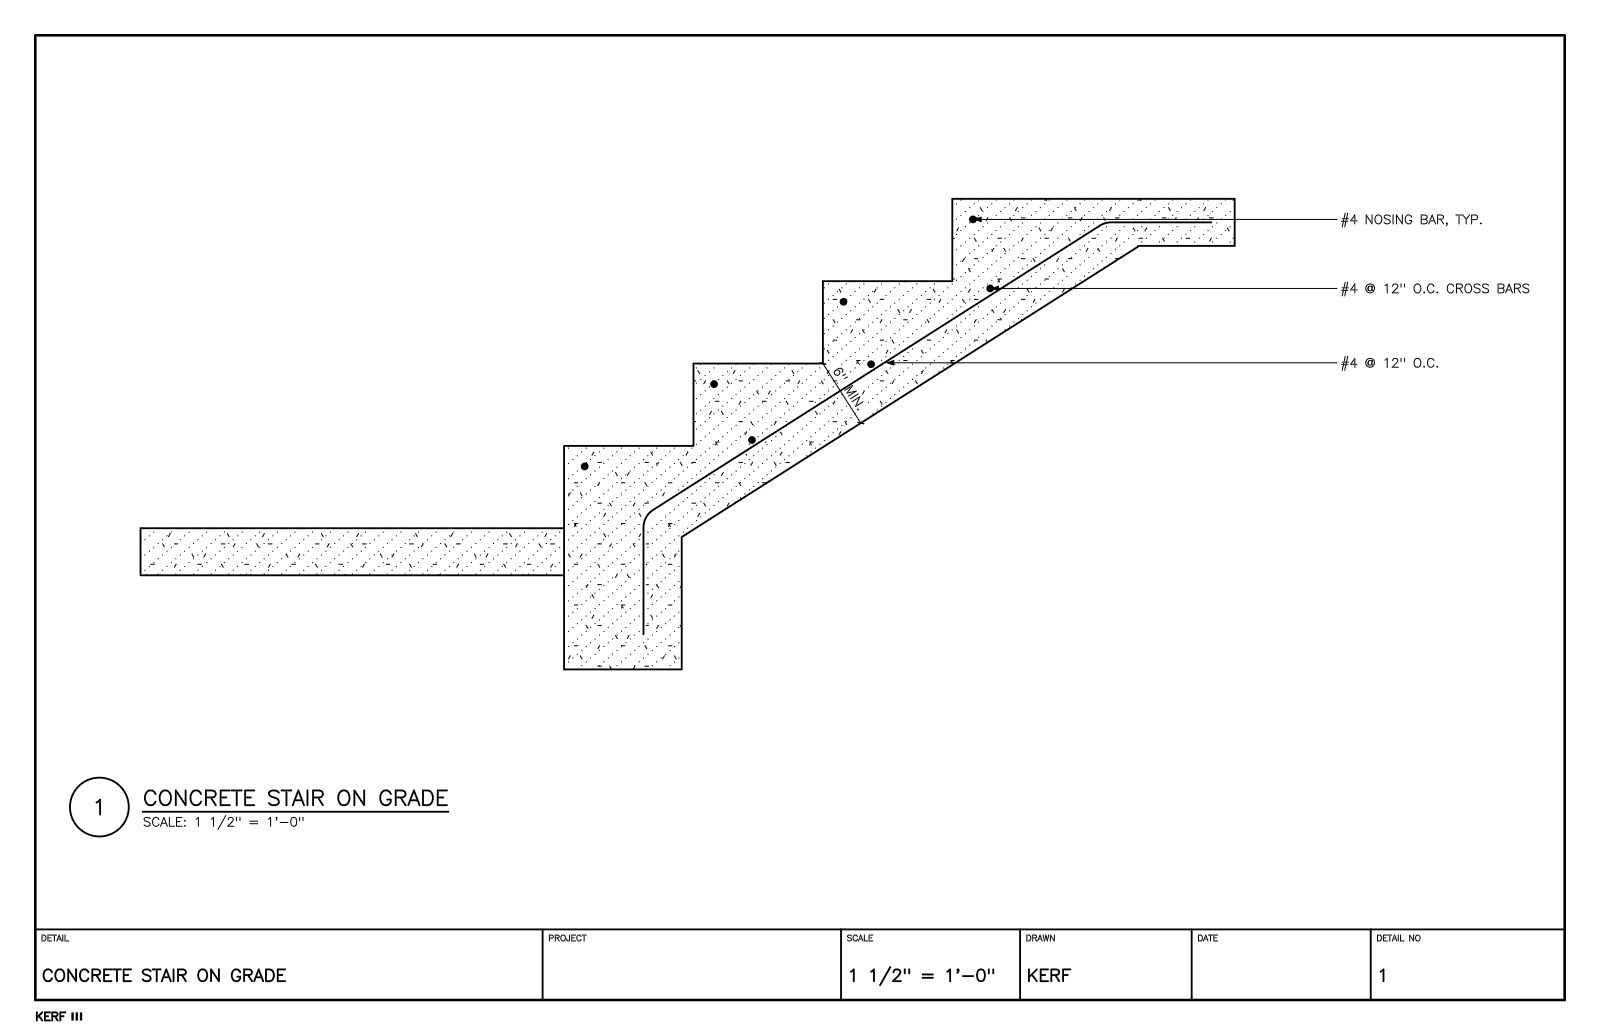 #4 NOSING BAR, TYP.
#4 @ 12" O.C. CROSS BARS
#4 @ 12" O.C.
6" MIN.
1
CONCRETE STAIR ON GRADE
SCALE: 1 1/2" = 1'-0"
DETAIL
CONCRETE STAIR ON GRADE
PROJECT
SCALE
1 1/2" = 1'-0"
DRAWN
KERF
DATE
DETAIL NO
1
KERF III